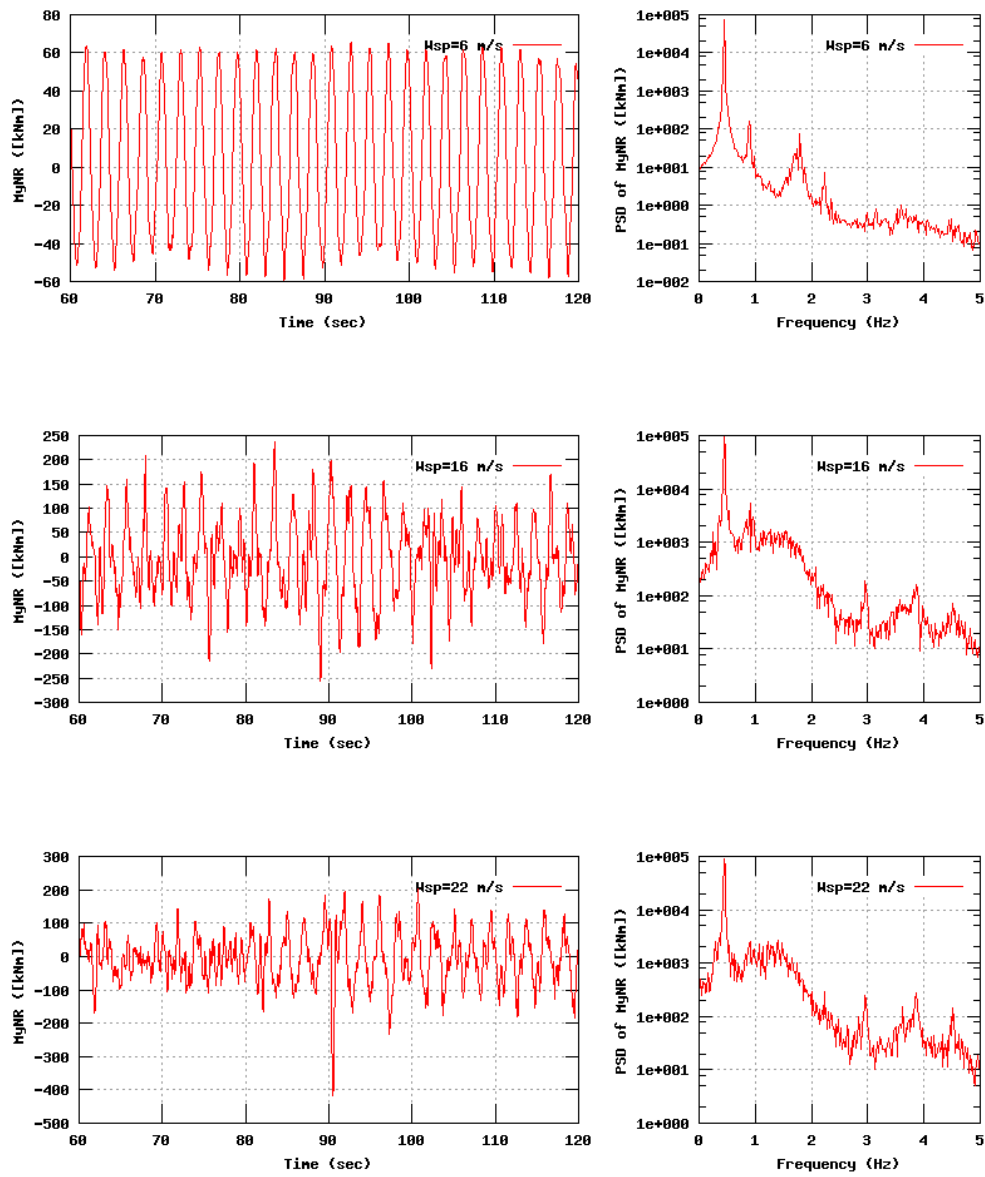 80
60
40
20
0
-20
-40
-60
60 70 80 90 100 110 120
MyNR ([kNm])
Time (sec)
Wsp=6 m/s
1e+005
1e+004
1e+003
1e+002
1e+001
1e+000
1e-001
1e-002
0 1 2 3 4 5
PSD of MyNR ([kNm])
Frequency (Hz)
Wsp=6 m/s
250
200
150
100
50
0
-50
-100
-150
-200
-250
-300
60 70 80 90 100 110 120
MyNR ([kNm])
Time (sec)
Wsp=16 m/s
1e+005
1e+004
1e+003
1e+002
1e+001
1e+000
0 1 2 3 4 5
PSD of MyNR ([kNm])
Frequency (Hz)
Wsp=16 m/s
300
200
100
0
-100
-200
-300
-400
-500
60 70 80 90 100 110 120
MyNR ([kNm])
Time (sec)
Wsp=22 m/s
1e+005
1e+004
1e+003
1e+002
1e+001
1e+000
0 1 2 3 4 5
PSD of MyNR ([kNm])
Frequency (Hz)
Wsp=22 m/s